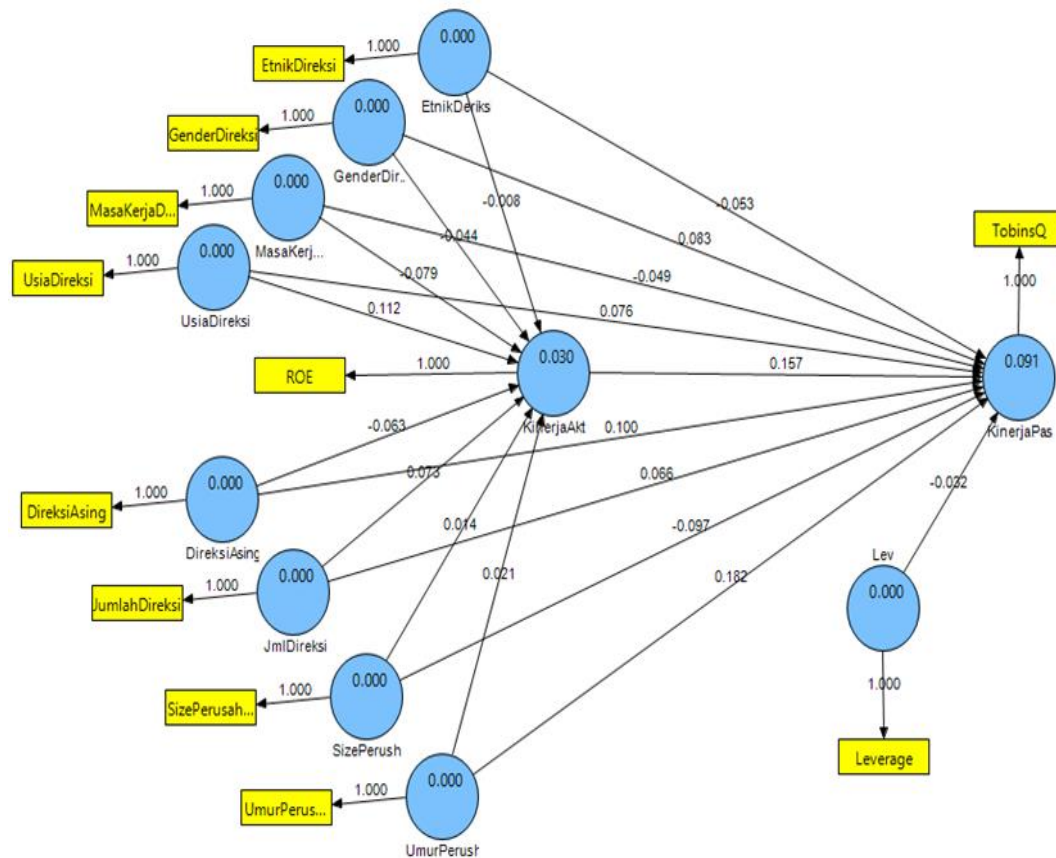 0.000
1.000
EtnikDireksi
EtnikDeriks
0.000
1.000
GenderDireksi
GenderDir..
0.000
1.000
MasaKerjaD...
MasaKerj...
0.000
1.000
UsiaDireksi
UsiaDireksi
-0.008
-0.053
-0.044
0.083
-0.079
-0.049
0.112
0.076
TobinsQ
1.000
ROE
1.000
0.030
KinerjaAkt
0.157
0.091
KinerjaPas
-0.063
0.100
0.073
0.066
-0.032
0.014
-0.097
0.021
0.182
DireksiAsing
1.000
0.000
DireksiAsing
JumlahDireksi
1.000
0.000
JmlDireksi
Lev
0.000
1.000
Leverage
SizePerusah...
1.000
0.000
SizePerush
UmurPerus...
1.000
0.000
UmurPerush